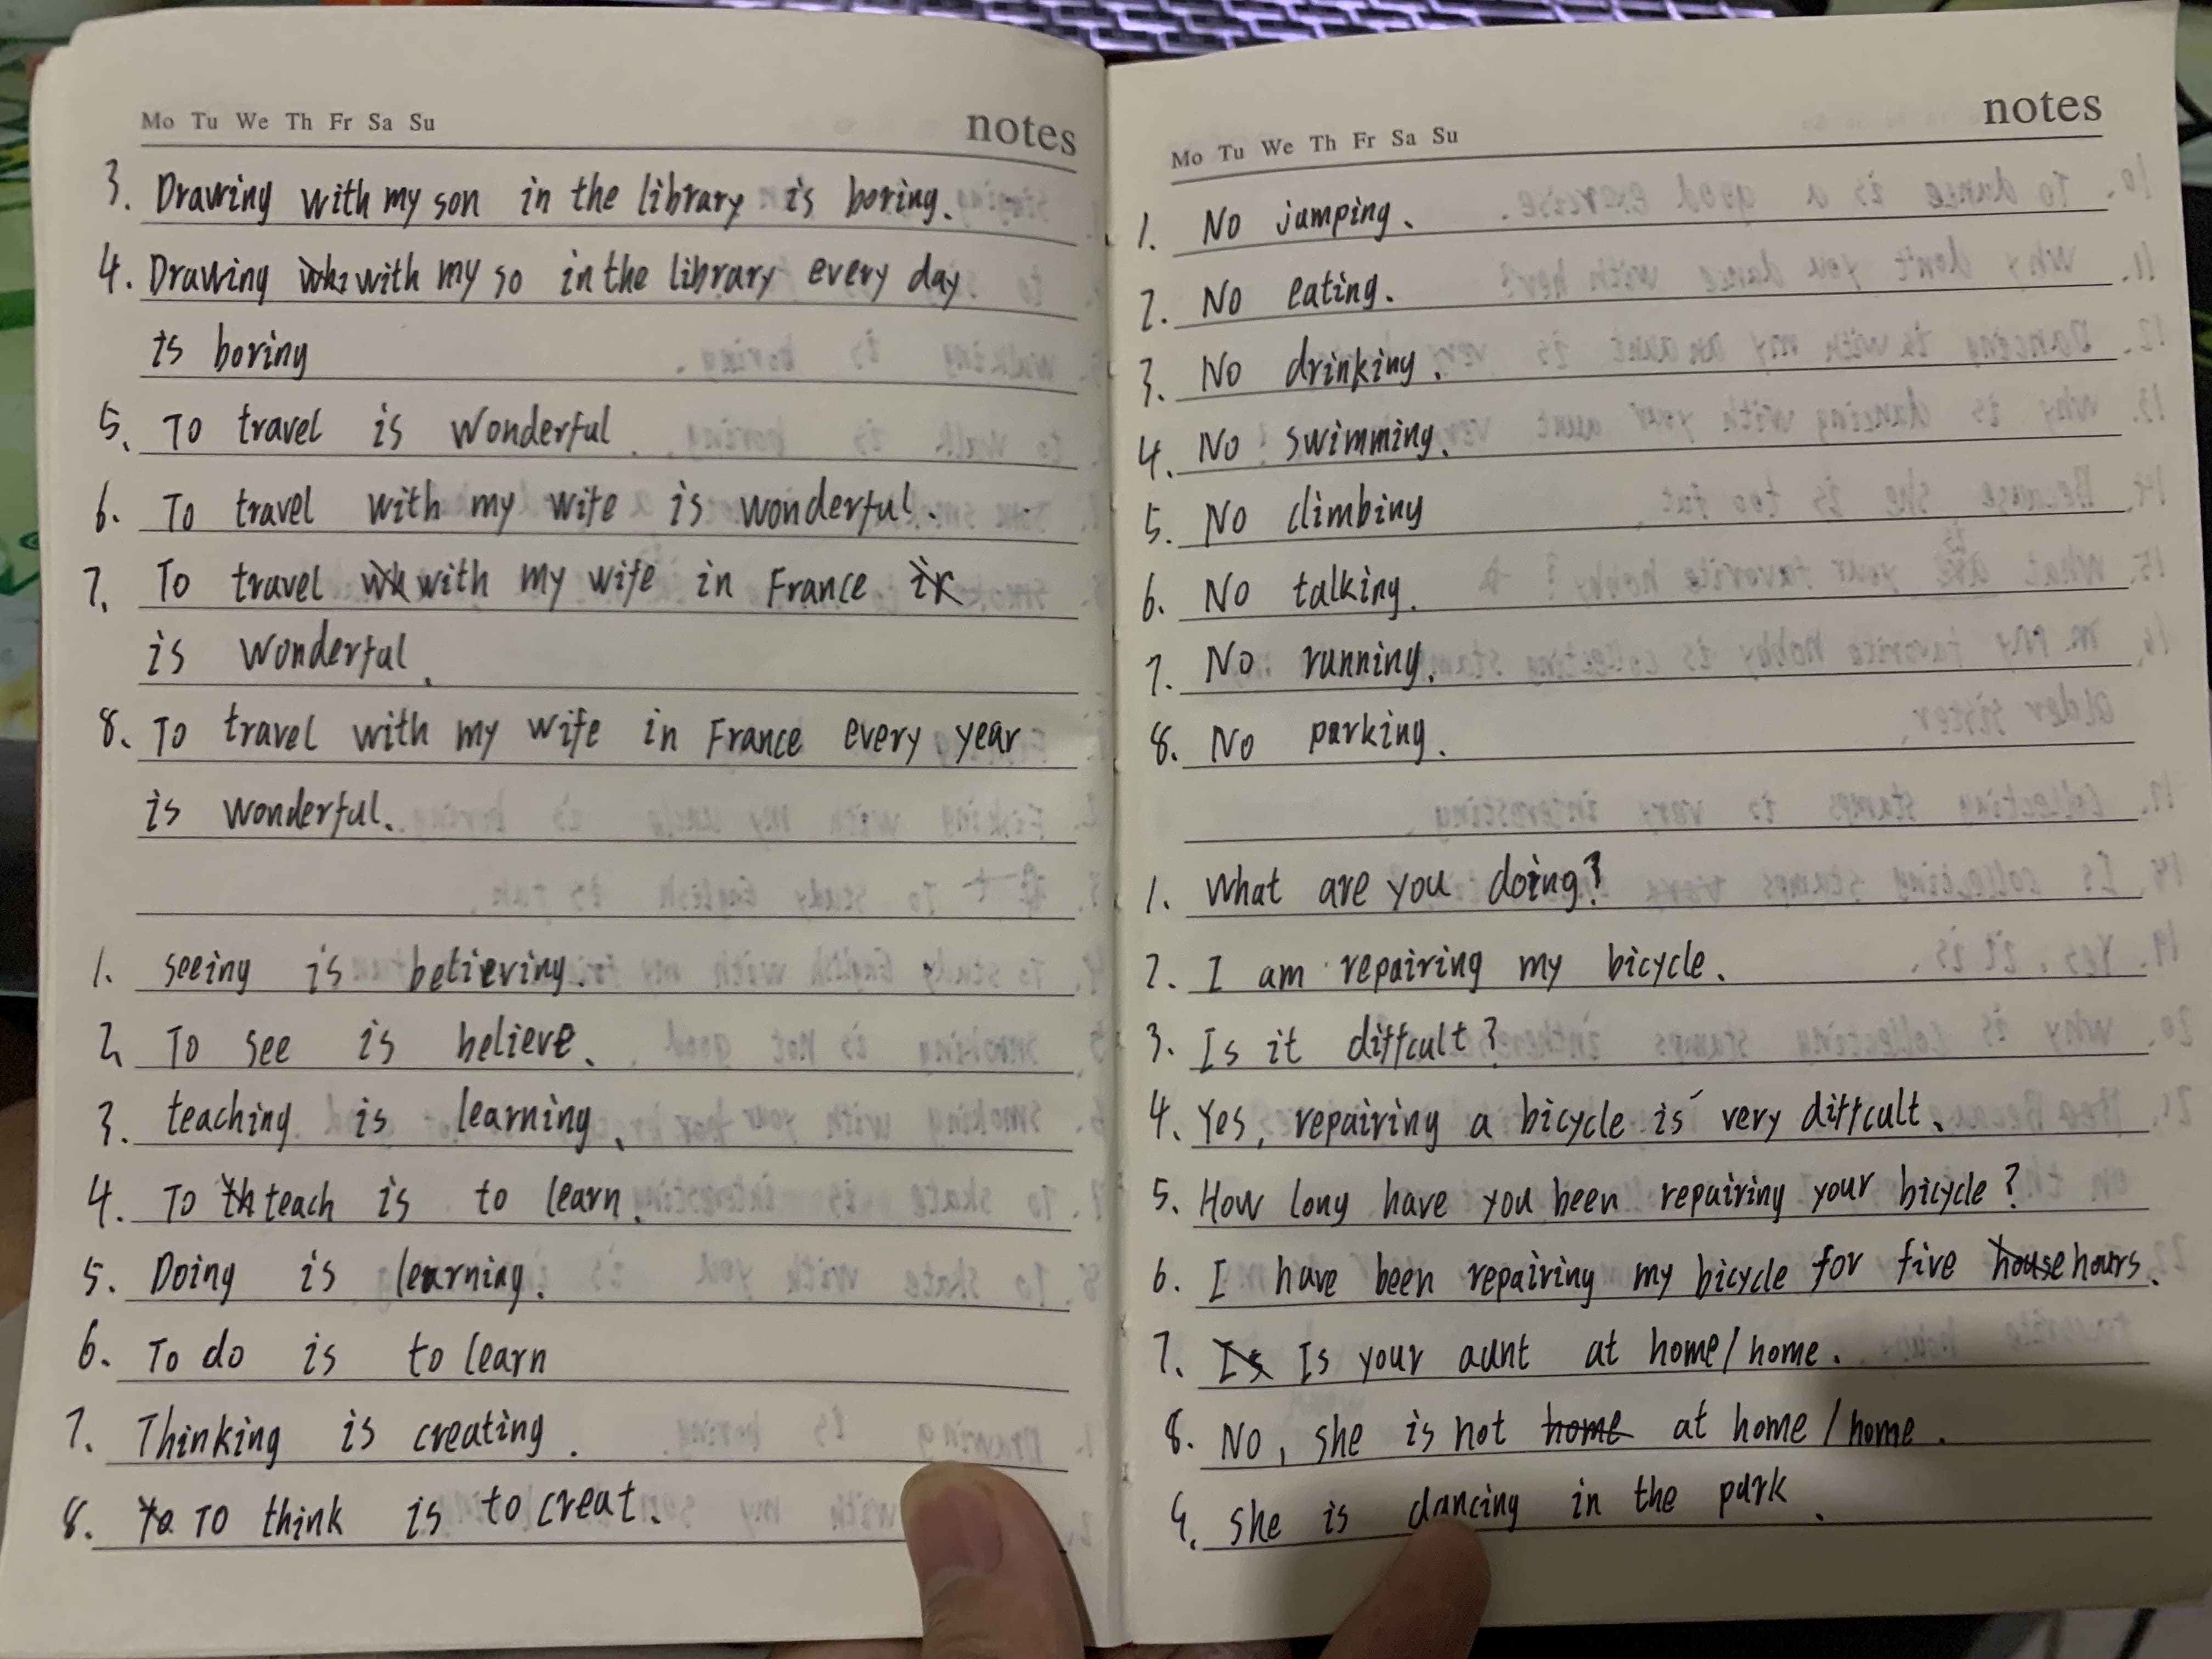 Mo Tu We Th Fr Sa Su notes
3. Drawing with my son in the library is boring.
4. Drawing with my so in the library every day
is boring
5. To travel is wonderful.
6. To travel with my wife is wonderful.
7. To travel with my wife in France
is wonderful.
8. To travel with my wife in France every year
is wonderful.
1. seeing is believing.
2. To see is believe.
3. teaching is learning.
4. To teach is to learn.
5. Doing is learning.
6. To do is to learn
7. Thinking is creating.
8. To think is to creat.
Mo Tu We Th Fr Sa Su notes
1. No jumping.
2. No eating.
3. No drinking.
4. No swimming.
5. No climbing
6. No talking.
7. No running.
8. No parking.
1. What are you doing?
2. I am repairing my bicycle.
3. Is it diffcult?
4. Yes, repairing a bicycle is very diffcult.
5. How long have you been repairing your bicycle?
6. I have been repairing my bicycle for five house hours.
7. Is Is your aunt at home/home.
8. No, she is not home at home/home.
9. she is dancing in the park.